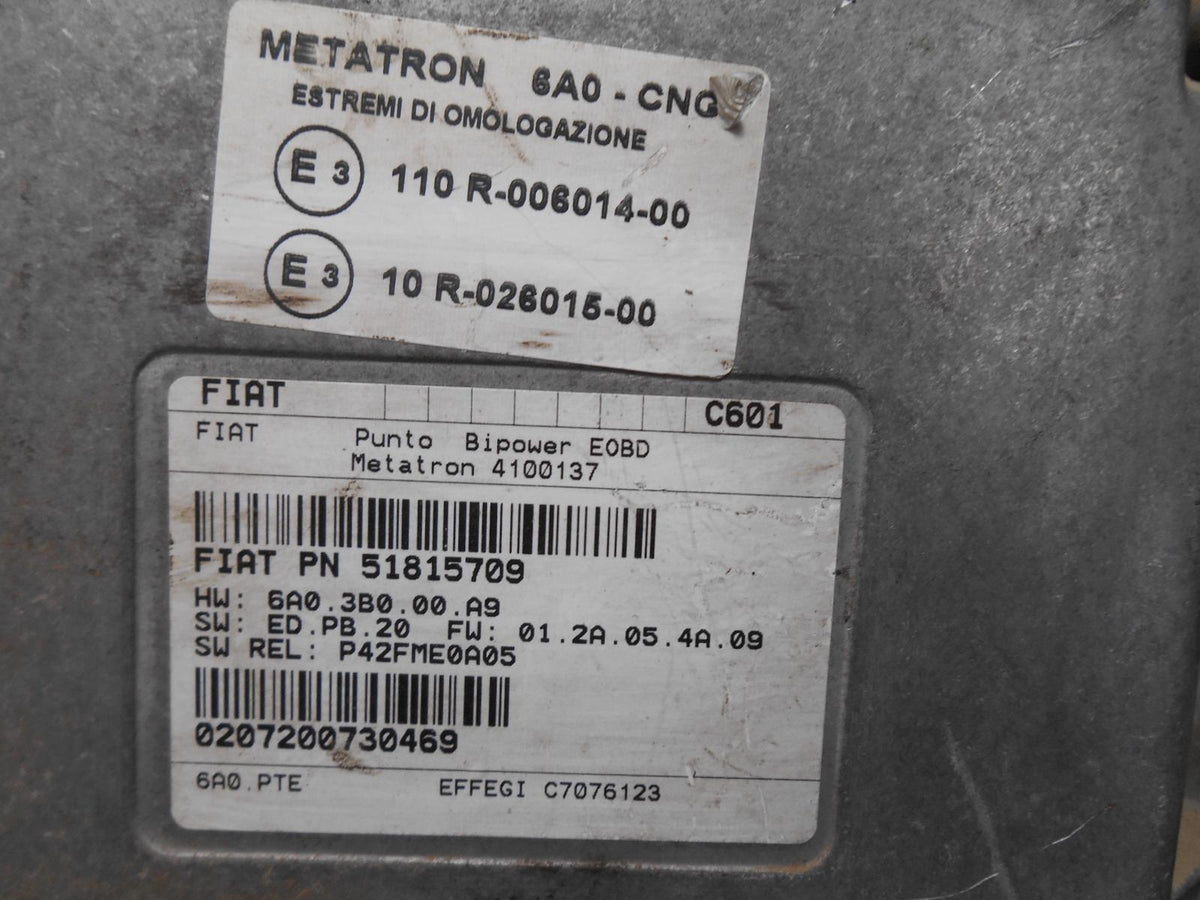 METATRON 6A0 - CNG
ESTREMI DI OMOLOGAZIONE
E 3 110 R-006014-00
E 3 10 R-026015-00
FIAT C601
FIAT Punto Bipower EOBD
Metatron 4100137
FIAT PN 51815709
HW: 6A0.3B0.00.A9
SW: ED.PB.20 FW: 01.2A.05.4A.09
SW REL: P42FME0A05
0207200730469
6A0.PTE EFFEGI C7076123